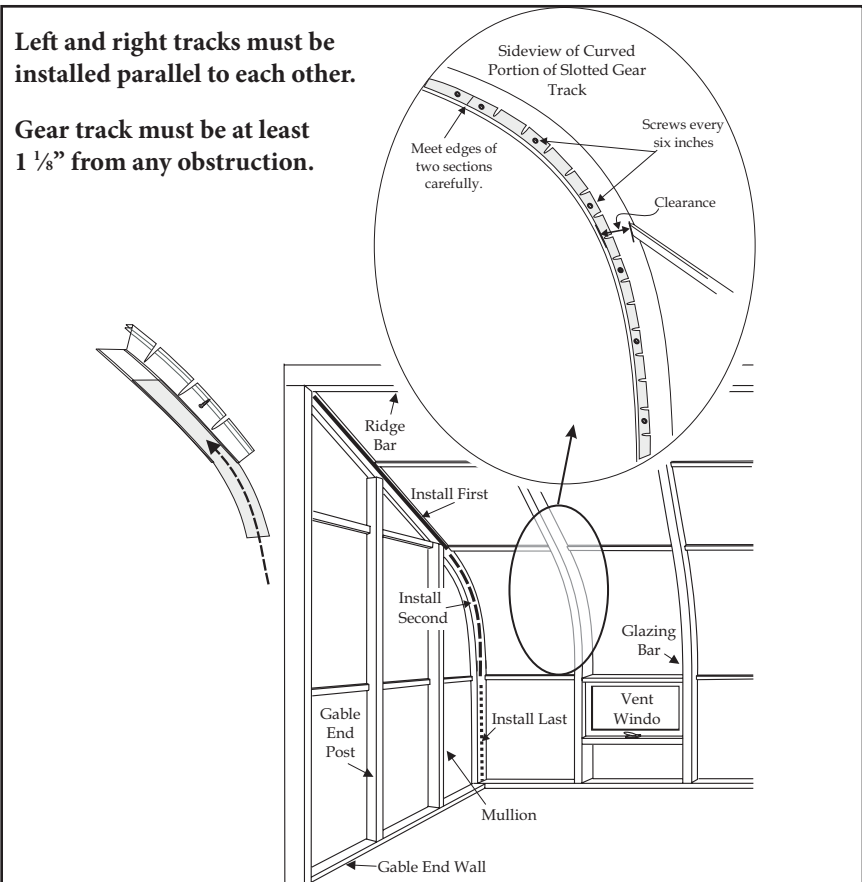 Left and right tracks must be
installed parallel to each other.
Gear track must be at least
1 ⅛” from any obstruction.
Sideview of Curved
Portion of Slotted Gear
Track
Screws every
six inches
Meet edges of
two sections
carefully.
Clearance
Ridge
Bar
Install First
Install
Second
Glazing
Bar
Vent
Windo
Gable
End
Post
Install Last
Mullion
Gable End Wall